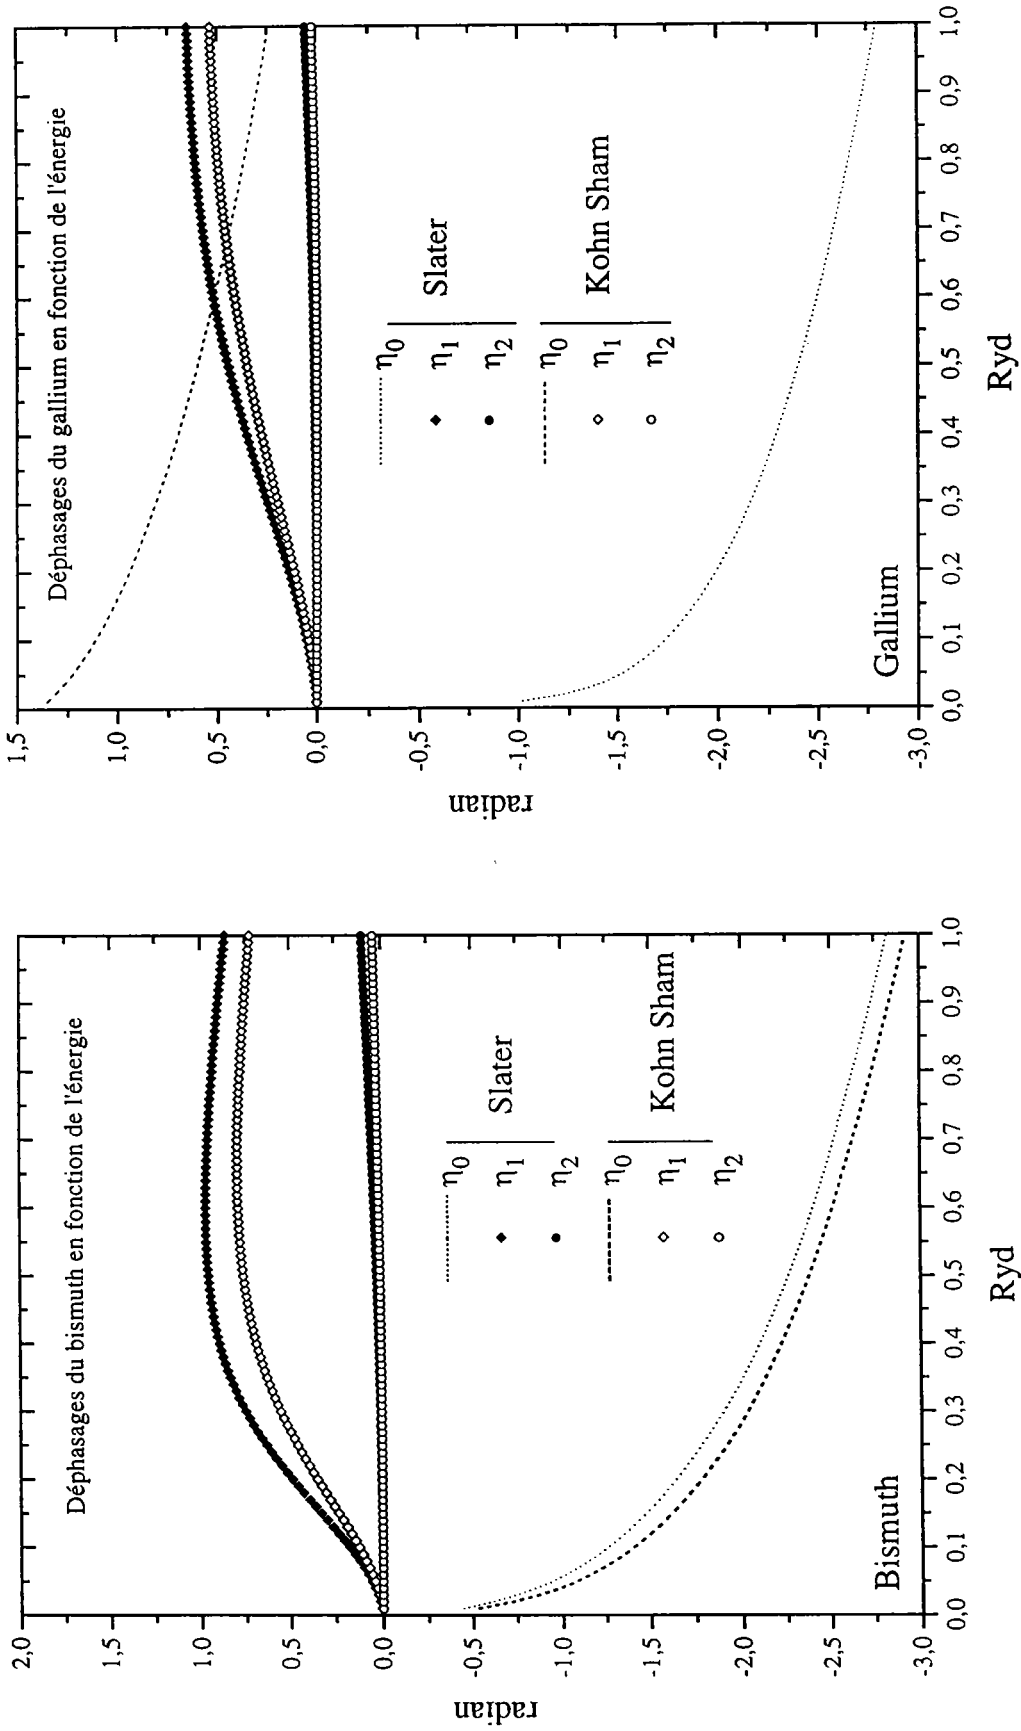 Déphasages du bismuth en fonction de l'énergie
2,0
1,0
0,5
0,0
-0,5
-1,0
-1,5
-2,0
-3,0
radian
η0
η1
η2
Slater
η0
η1
η2
Kohn Sham
Bismuth
0,0 0,1 0,2 0,3 0,4 0,5 0,6 0,7 0,8 0,9 1,0
Ryd
Déphasages du gallium en fonction de l'énergie
1,5
1,0
0,5
0,0
-0,5
-1,0
-1,5
-2,0
-2,5
-3,0
radian
η0
η1
η2
Slater
η0
η1
η2
Kohn Sham
Gallium
0,0 0,1 0,2 0,3 0,4 0,5 0,6 0,7 0,8 0,9 1,0
Ryd